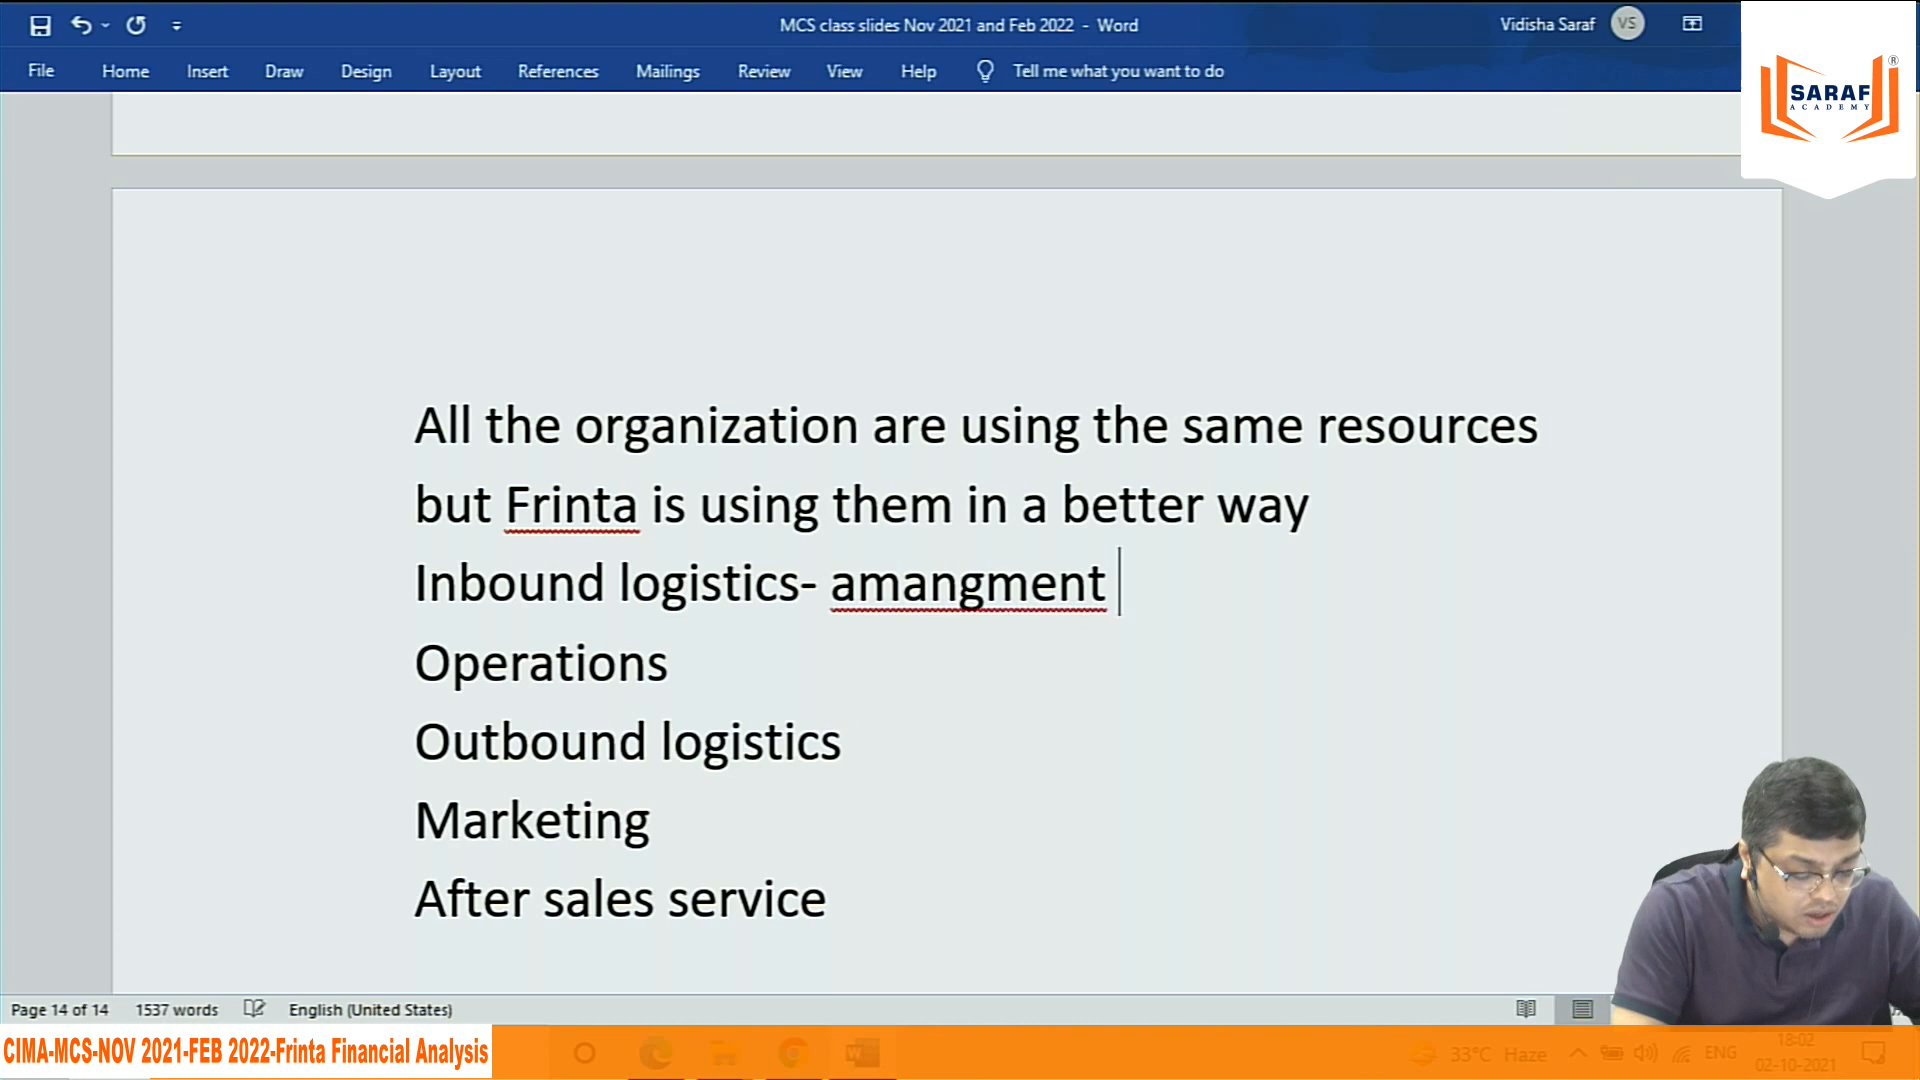 MCS class slides Nov 2021 and Feb 2022 - Word
Vidisha Saraf VS
File Home Insert Draw Design Layout References Mailings Review View Help Tell me what you want to do
SARAF ®
ACADEMY
All the organization are using the same resources
but Frinta is using them in a better way
Inbound logistics- amangment
Operations
Outbound logistics
Marketing
After sales service
Page 14 of 14 1537 words English (United States)
CIMA-MCS-NOV 2021-FEB 2022-Frinta Financial Analysis
33°C Haze ENG
18:02
02-10-2021